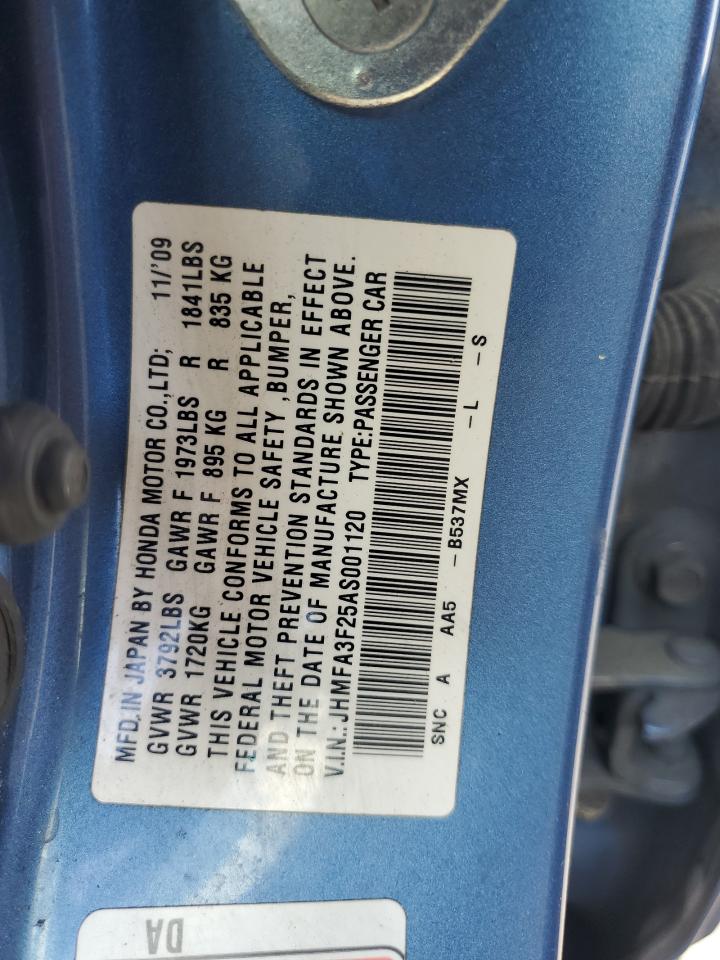 MFD.IN JAPAN BY HONDA MOTOR CO.,LTD; 11/'09
GVWR 3792LBS GAWR F 1973LBS R 1841LBS
GVWR 1720KG GAWR F 895 KG R 835 KG
THIS VEHICLE CONFORMS TO ALL APPLICABLE
FEDERAL MOTOR VEHICLE SAFETY ,BUMPER,
AND THEFT PREVENTION STANDARDS IN EFFECT
ON THE DATE OF MANUFACTURE SHOWN ABOVE.
V.I.N.: JHMFA3F25AS001120 TYPE:PASSENGER CAR
SNC A AA5 - B537MX - L - S
DA